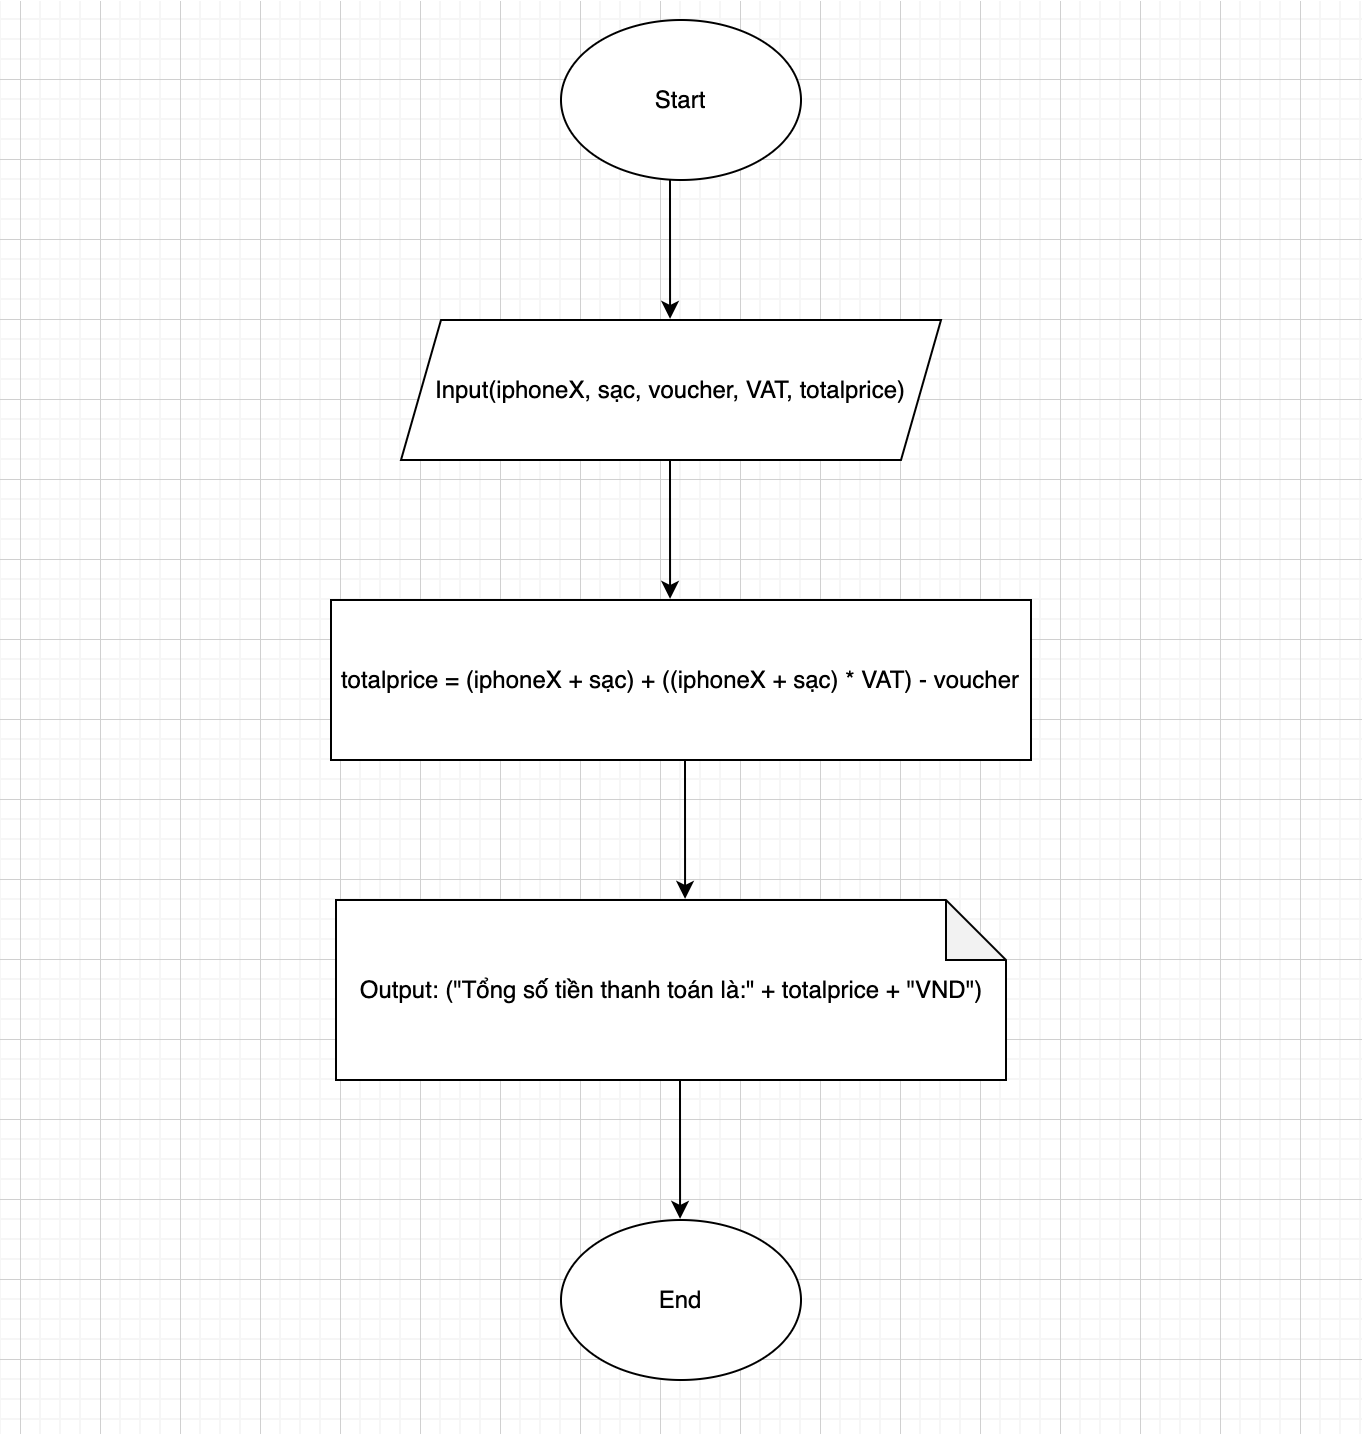 Start
Input(iphoneX, sạc, voucher, VAT, totalprice)
totalprice = (iphoneX + sạc) + ((iphoneX + sạc) * VAT) - voucher
Output: ("Tổng số tiền thanh toán là:" + totalprice + "VND")
End